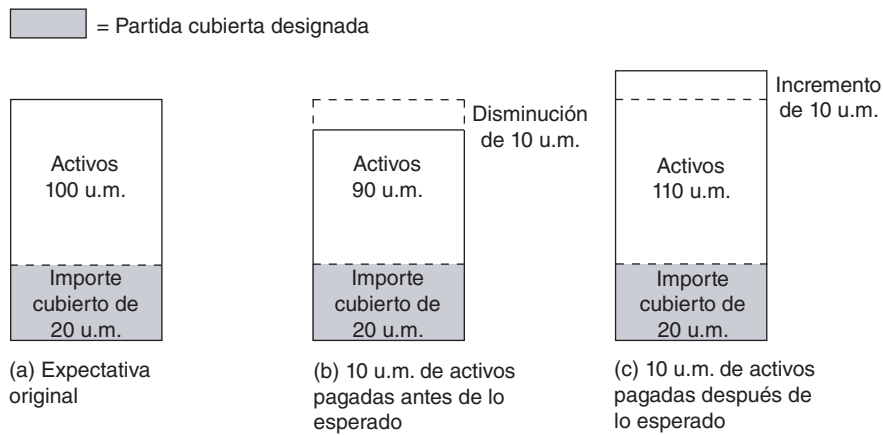 = Partida cubierta designada
Activos
100 u.m.
Importe
cubierto de
20 u.m.
(a) Expectativa
original
Disminución
de 10 u.m.
Activos
90 u.m.
Importe
cubierto de
20 u.m.
(b) 10 u.m. de activos
pagadas antes de lo
esperado
Incremento
de 10 u.m.
Activos
110 u.m.
Importe
cubierto de
20 u.m.
(c) 10 u.m. de activos
pagadas después de
lo esperado